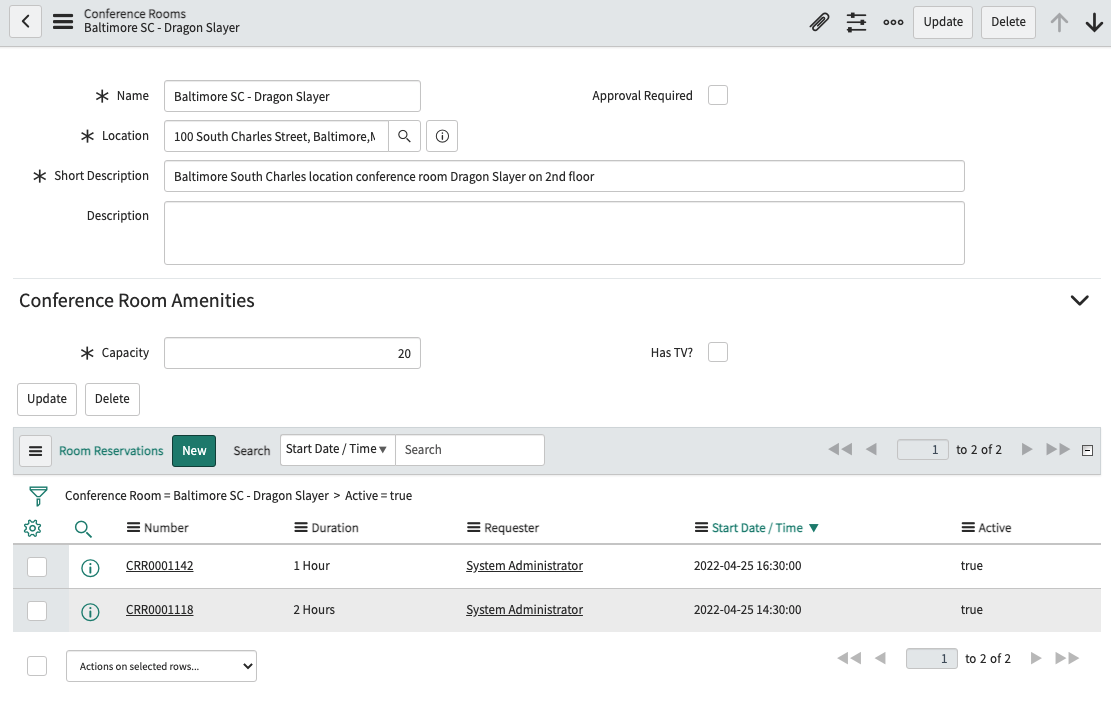 Conference Rooms
Baltimore SC - Dragon Slayer
Update Delete
Name Baltimore SC - Dragon Slayer Approval Required
Location 100 South Charles Street, Baltimore,M
Short Description Baltimore South Charles location conference room Dragon Slayer on 2nd floor
Description
Conference Room Amenities
Capacity 20 Has TV?
Update Delete
Room Reservations New Search Start Date / Time Search 1 to 2 of 2
Conference Room = Baltimore SC - Dragon Slayer > Active = true
Number Duration Requester Start Date / Time Active
CRR0001142 1 Hour System Administrator 2022-04-25 16:30:00 true
CRR0001118 2 Hours System Administrator 2022-04-25 14:30:00 true
Actions on selected rows... 1 to 2 of 2